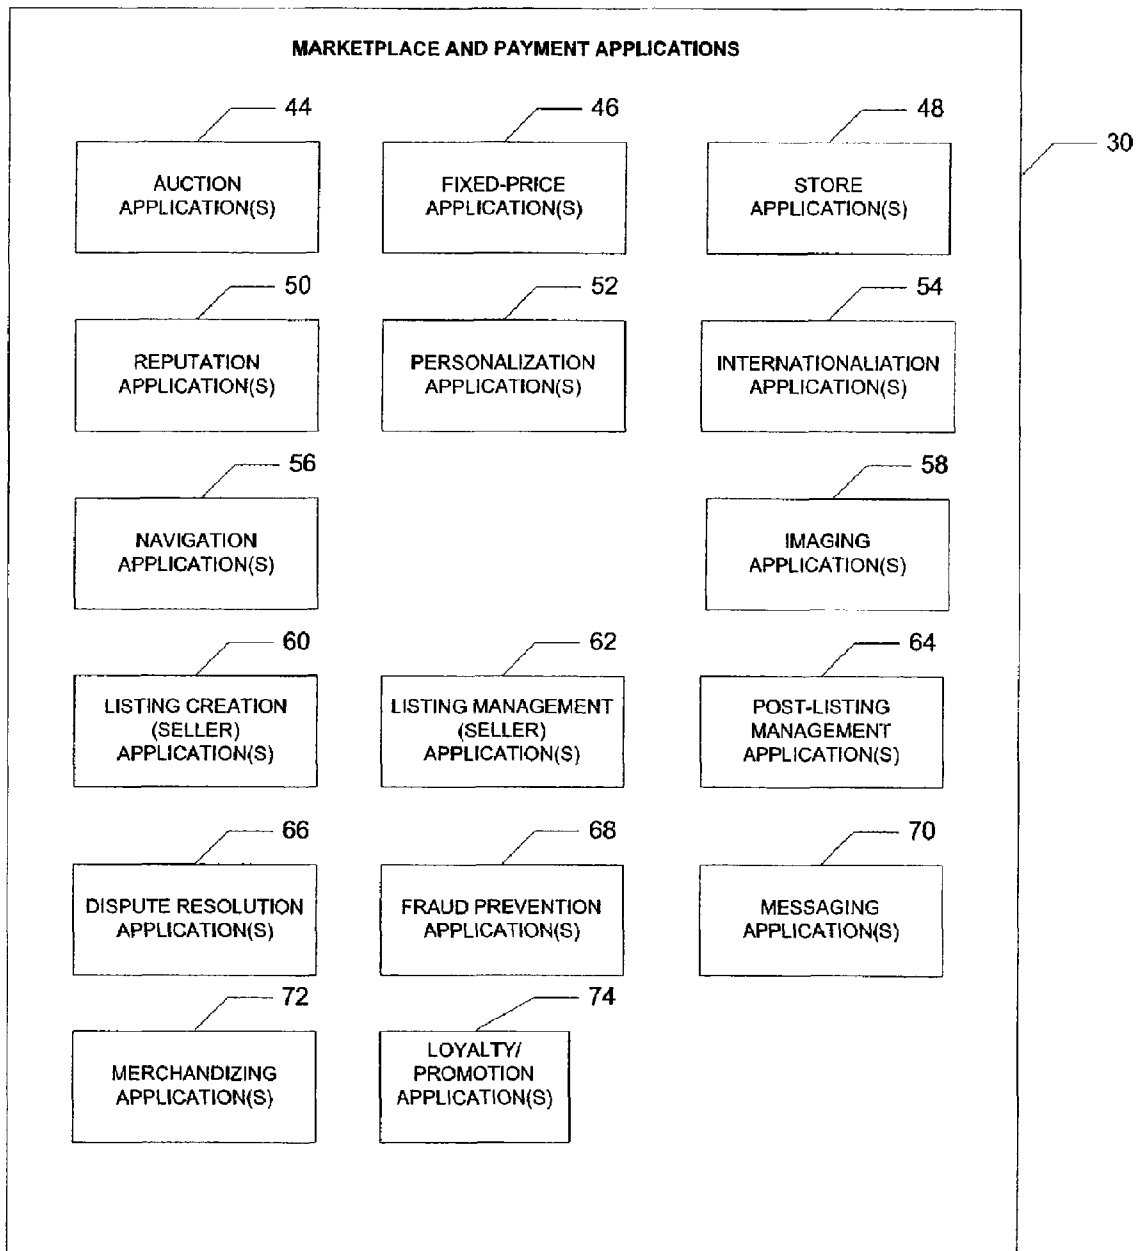 MARKETPLACE AND PAYMENT APPLICATIONS
30
44
AUCTION
APPLICATION(S)
46
FIXED-PRICE
APPLICATION(S)
48
STORE
APPLICATION(S)
50
REPUTATION
APPLICATION(S)
52
PERSONALIZATION
APPLICATION(S)
54
INTERNATIONALIATION
APPLICATION(S)
56
NAVIGATION
APPLICATION(S)
58
IMAGING
APPLICATION(S)
60
LISTING CREATION
(SELLER)
APPLICATION(S)
62
LISTING MANAGEMENT
(SELLER)
APPLICATION(S)
64
POST-LISTING
MANAGEMENT
APPLICATION(S)
66
DISPUTE RESOLUTION
APPLICATION(S)
68
FRAUD PREVENTION
APPLICATION(S)
70
MESSAGING
APPLICATION(S)
72
MERCHANDIZING
APPLICATION(S)
74
LOYALTY/
PROMOTION
APPLICATION(S)